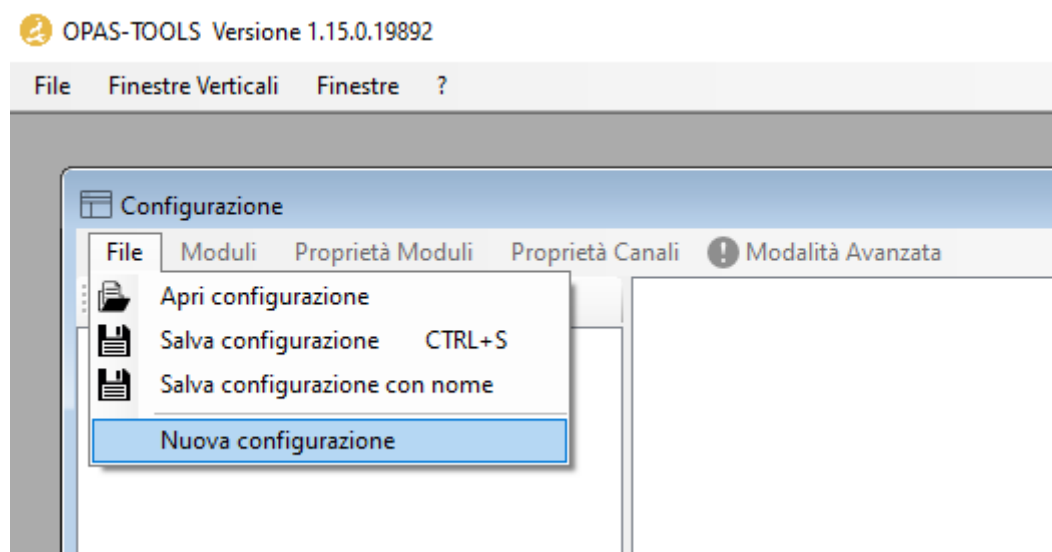 OPAS-TOOLS Versione 1.15.0.19892
File Finestre Verticali Finestre ?
Configurazione
File Moduli Proprietà Moduli Proprietà Canali Modalità Avanzata
Apri configurazione
Salva configurazione CTRL+S
Salva configurazione con nome
Nuova configurazione